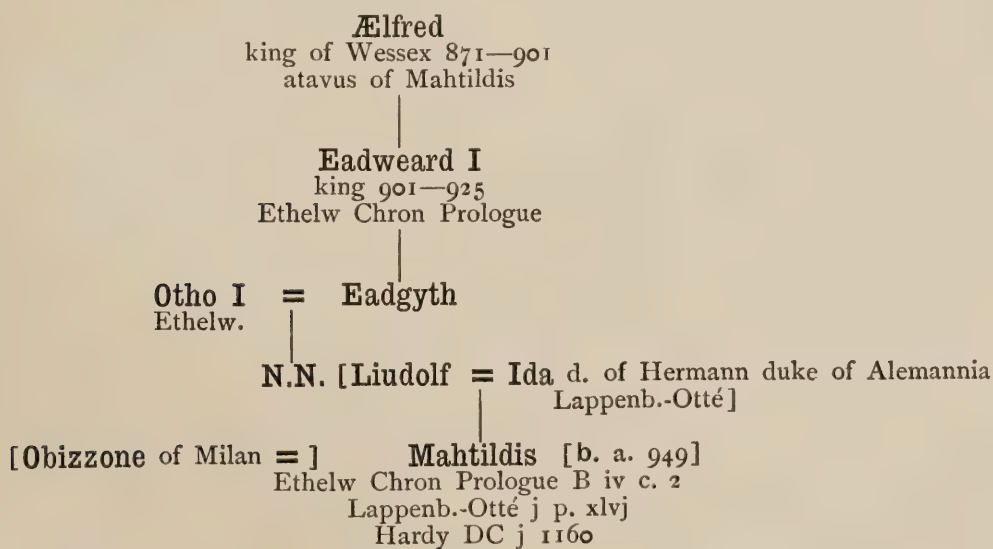 Ælfred
king of Wessex 871—901
atavus of Mahtildis
Eadweard I
king 901—925
Ethelw Chron Prologue
Otho I = Eadgyth
Ethelw.
N.N. [Liudolf = Ida d. of Hermann duke of Alemannia
Lappenb.-Otté]
[Obizzone of Milan = ] Mahtildis [b. a. 949]
Ethelw Chron Prologue B iv c. 2
Lappenb.-Otté j p. xlvj
Hardy DC j 1160